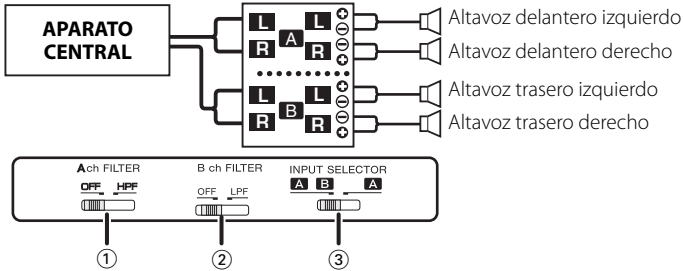 APARATO
CENTRAL
L L ⊕
⊖
R A R ⊖
⊕
L L ⊕
⊖
R B R ⊖
⊕
Altavoz delantero izquierdo
Altavoz delantero derecho
Altavoz trasero izquierdo
Altavoz trasero derecho
Ach FILTER
OFF HPF
B ch FILTER
OFF LPF
INPUT SELECTOR
A B A
① ② ③